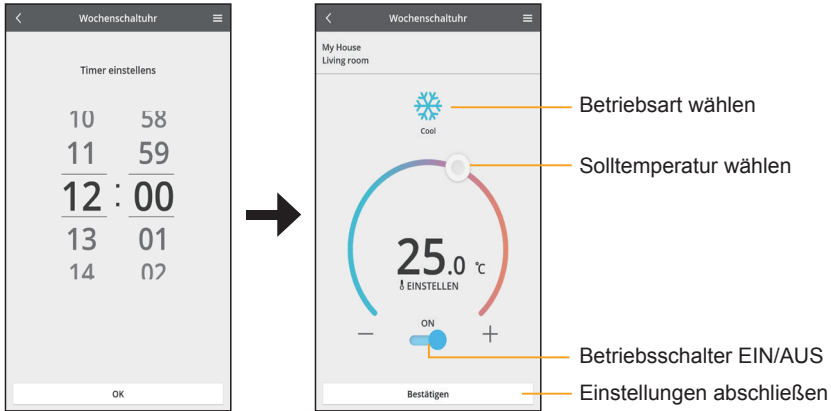 Wochenschaltuhr
Timer einstellens
10 58
11 59
12 : 00
13 01
14 02
OK
Wochenschaltuhr
My House
Living room
Cool
25.0 °C
EINSTELLEN
ON
− +
Bestätigen
Betriebsart wählen
Solltemperatur wählen
Betriebsschalter EIN/AUS
Einstellungen abschließen